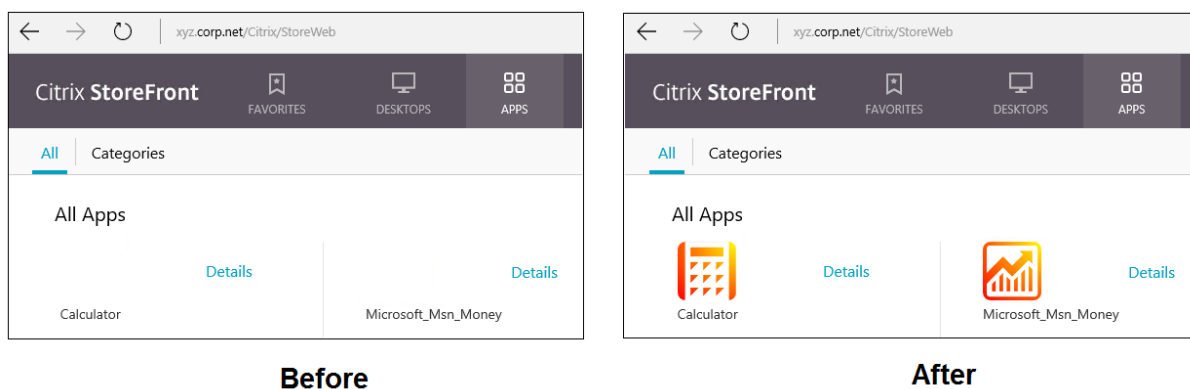 xyz.corp.net/Citrix/StoreWeb
Citrix StoreFront
FAVORITES
DESKTOPS
APPS
All
Categories
All Apps
Details
Details
Calculator
Microsoft_Msn_Money
Before
xyz.corp.net/Citrix/StoreWeb
Citrix StoreFront
FAVORITES
DESKTOPS
APPS
All
Categories
All Apps
Details
Details
Calculator
Microsoft_Msn_Money
After